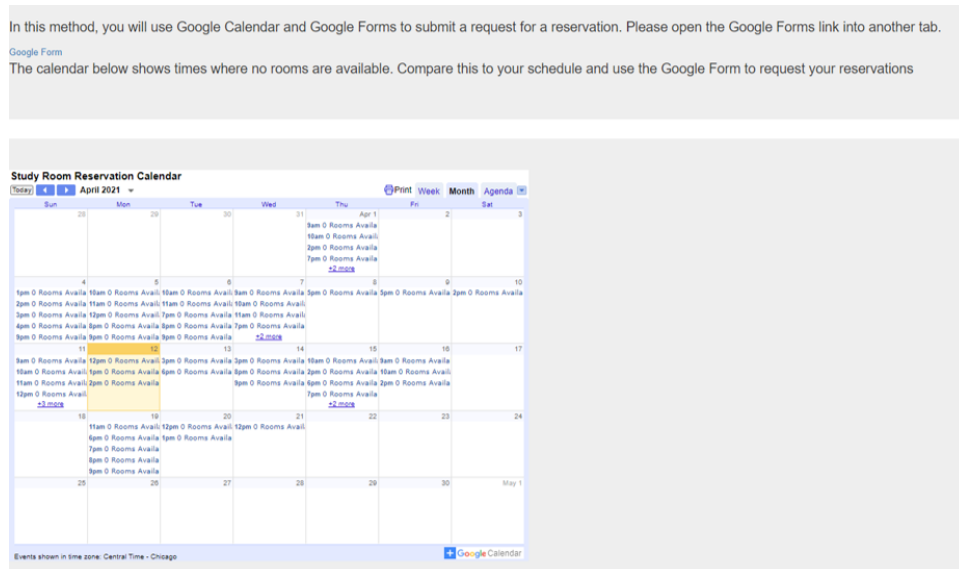 In this method, you will use Google Calendar and Google Forms to submit a request for a reservation. Please open the Google Forms link into another tab.
Google Form
The calendar below shows times where no rooms are available. Compare this to your schedule and use the Google Form to request your reservations
Study Room Reservation Calendar
Today April 2021 Print Week Month Agenda
Sun Mon Tue Wed Thu Fri Sat
28 29 30 31 Apr 1 2 3
9am 0 Rooms Availa
10am 0 Rooms Avail
2pm 0 Rooms Availa
7pm 0 Rooms Availa
+2 more
4 5 6 7 8 9 10
1pm 0 Rooms Availa 10am 0 Rooms Avail 10am 0 Rooms Avail 9am 0 Rooms Availa 5pm 0 Rooms Availa 5pm 0 Rooms Availa 2pm 0 Rooms Availa
2pm 0 Rooms Availa 11am 0 Rooms Avail 11am 0 Rooms Avail 10am 0 Rooms Avail
3pm 0 Rooms Availa 12pm 0 Rooms Avail 7pm 0 Rooms Availa 11am 0 Rooms Avail
4pm 0 Rooms Availa 8pm 0 Rooms Availa 8pm 0 Rooms Availa 7pm 0 Rooms Availa
9pm 0 Rooms Availa 9pm 0 Rooms Availa 9pm 0 Rooms Availa +2 more
11 12 13 14 15 16 17
9am 0 Rooms Availa 12pm 0 Rooms Avail 3pm 0 Rooms Availa 3pm 0 Rooms Availa 10am 0 Rooms Avail 9am 0 Rooms Availa
10am 0 Rooms Avail 1pm 0 Rooms Availa 6pm 0 Rooms Availa 8pm 0 Rooms Availa 2pm 0 Rooms Availa 10am 0 Rooms Avail
11am 0 Rooms Avail 2pm 0 Rooms Availa 9pm 0 Rooms Availa 6pm 0 Rooms Availa 2pm 0 Rooms Availa
12pm 0 Rooms Avail 7pm 0 Rooms Availa
+3 more +2 more
18 19 20 21 22 23 24
11am 0 Rooms Avail 12pm 0 Rooms Avail 12pm 0 Rooms Avail
6pm 0 Rooms Availa 1pm 0 Rooms Availa
7pm 0 Rooms Availa
8pm 0 Rooms Availa
9pm 0 Rooms Availa
25 26 27 28 29 30 May 1
Events shown in time zone: Central Time - Chicago
Google Calendar